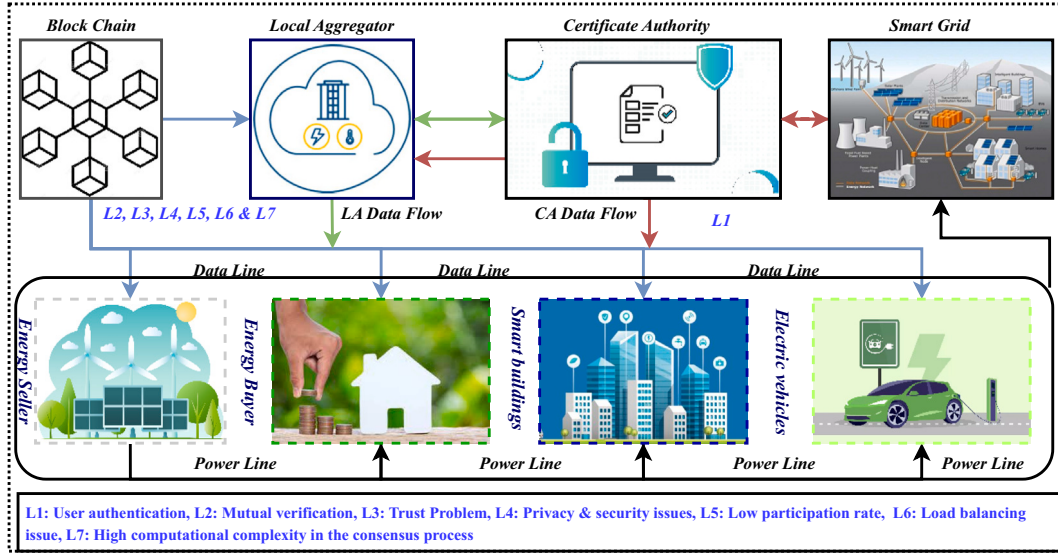 Block Chain
Local Aggregator
Certificate Authority
Smart Grid
L2, L3, L4, L5, L6 & L7
LA Data Flow
CA Data Flow
L1
Data Line
Data Line
Data Line
Energy Seller
Energy Buyer
Smart buildings
Electric vehicles
Power Line
Power Line
Power Line
Power Line
L1: User authentication, L2: Mutual verification, L3: Trust Problem, L4: Privacy & security issues, L5: Low participation rate, L6: Load balancing
issue, L7: High computational complexity in the consensus process